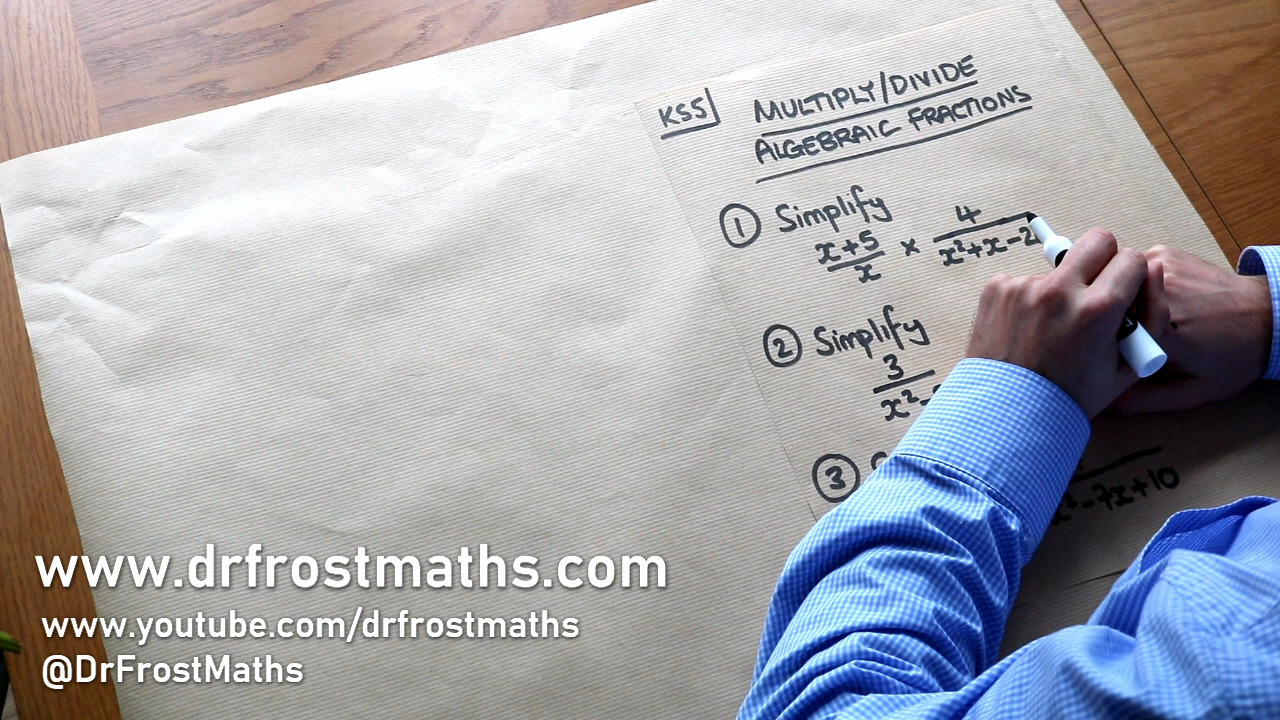 KS5
MULTIPLY/DIVIDE
ALGEBRAIC FRACTIONS
① Simplify
x+5 / x × 4 / x²+x-2
② Simplify
3 / x²-
③
x²-7x+10
www.drfrostmaths.com
www.youtube.com/drfrostmaths
@DrFrostMaths